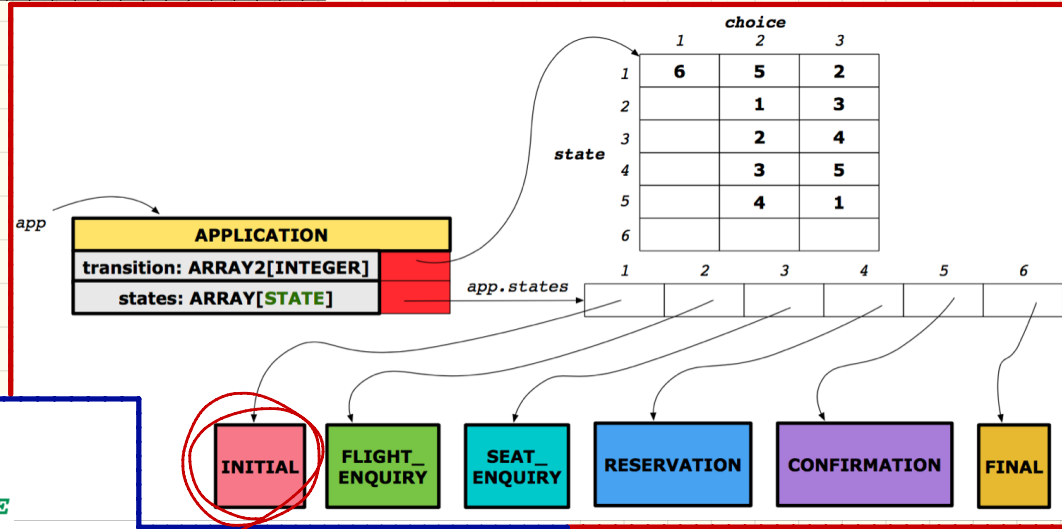 choice
1 2 3
1 6 5 2
2 1 3
state
3 2 4
4 3 5
5 4 1
6
app
APPLICATION
transition: ARRAY2[INTEGER]
states: ARRAY[STATE]
app.states
1 2 3 4 5 6
INITIAL
FLIGHT_
ENQUIRY
SEAT_
ENQUIRY
RESERVATION
CONFIRMATION
FINAL
E